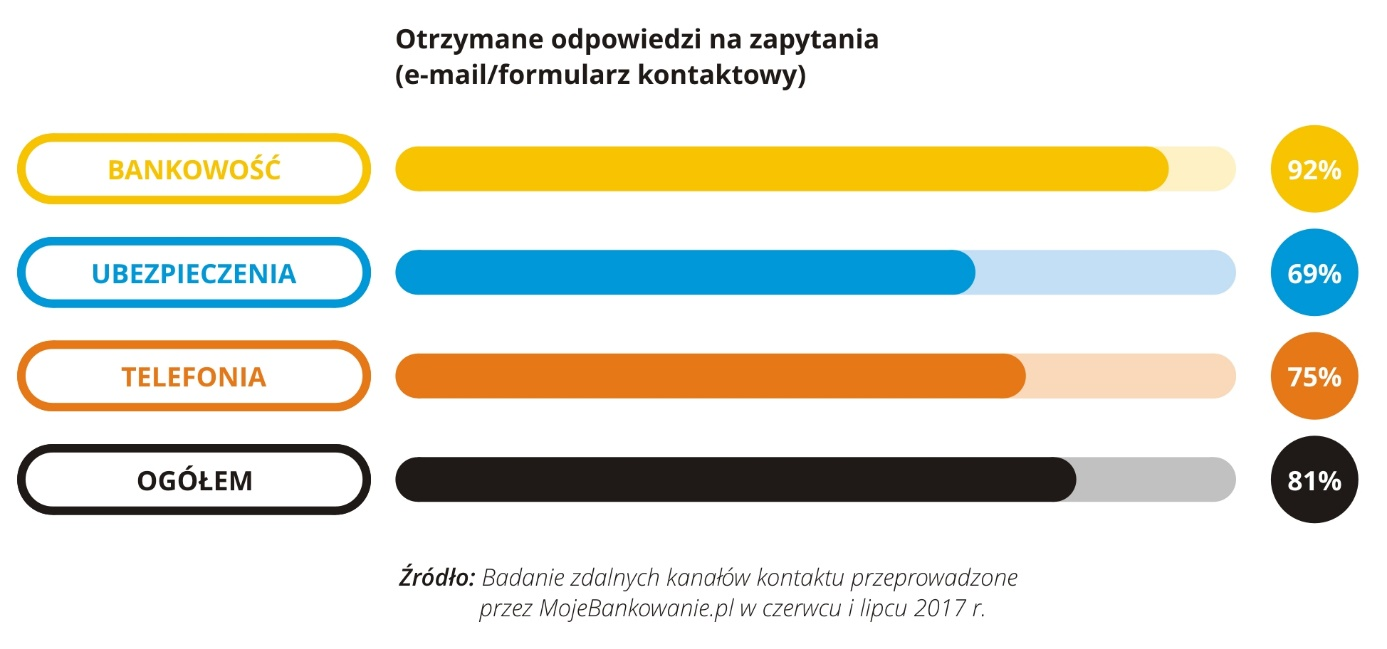 Otrzymane odpowiedzi na zapytania
(e-mail/formularz kontaktowy)
BANKOWOŚĆ 92%
UBEZPIECZENIA 69%
TELEFONIA 75%
OGÓŁEM 81%
Źródło: Badanie zdalnych kanałów kontaktu przeprowadzone
przez MojeBankowanie.pl w czerwcu i lipcu 2017 r.